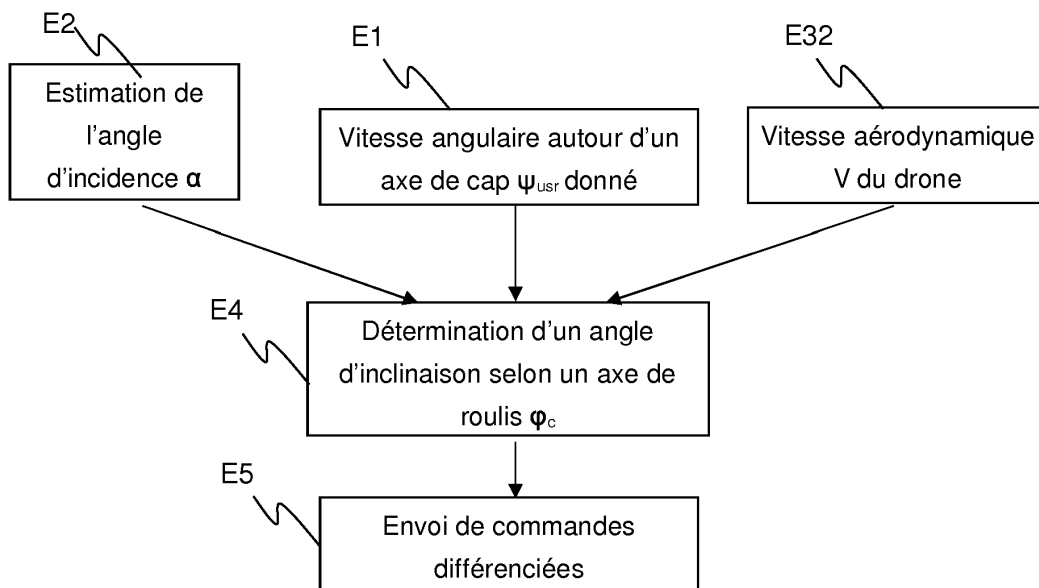 E2
Estimation de
l'angle
d'incidence α
E1
Vitesse angulaire autour d'un
axe de cap ψusr donné
E32
Vitesse aérodynamique
V du drone
E4
Détermination d'un angle
d'inclinaison selon un axe de
roulis φc
E5
Envoi de commandes
différenciées